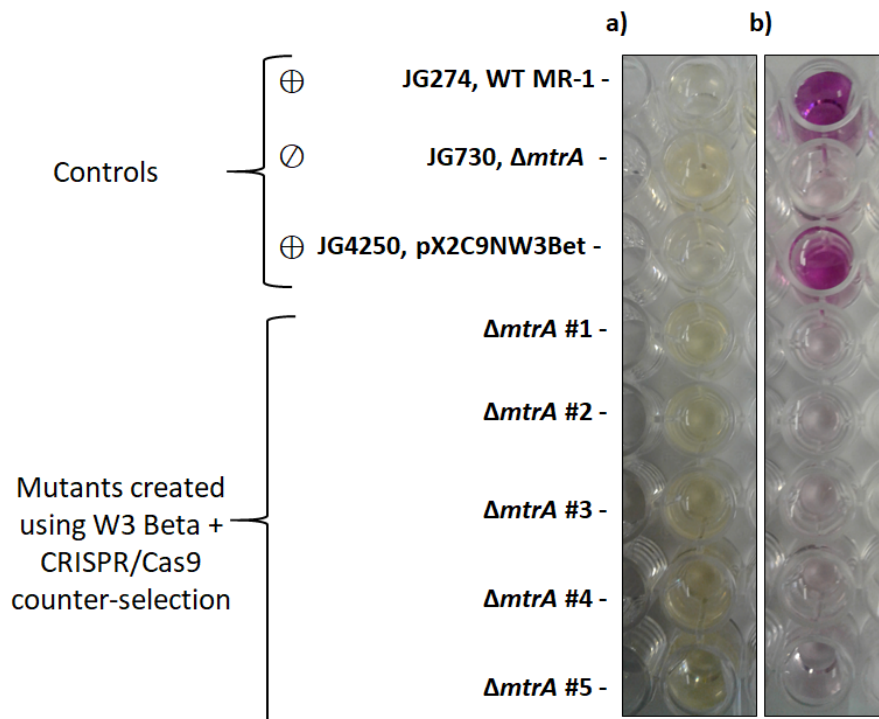 a) b)
JG274, WT MR-1 -
JG730, ΔmtrA -
Controls
JG4250, pX2C9NW3Bet -
ΔmtrA #1 -
ΔmtrA #2 -
Mutants created
using W3 Beta +
CRISPR/Cas9
counter-selection
ΔmtrA #3 -
ΔmtrA #4 -
ΔmtrA #5 -